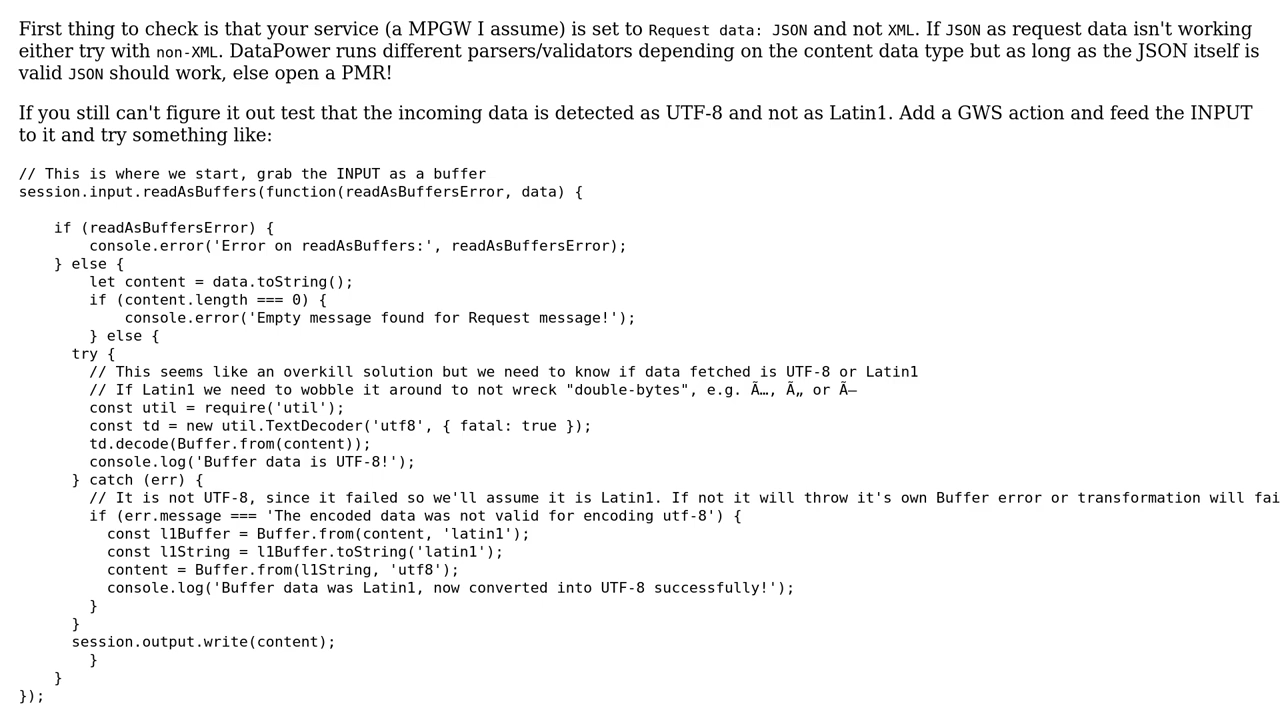 First thing to check is that your service (a MPGW I assume) is set to Request data: JSON and not XML. If JSON as request data isn't working
either try with non-XML. DataPower runs different parsers/validators depending on the content data type but as long as the JSON itself is
valid JSON should work, else open a PMR!
If you still can't figure it out test that the incoming data is detected as UTF-8 and not as Latin1. Add a GWS action and feed the INPUT
to it and try something like:
// This is where we start, grab the INPUT as a buffer
session.input.readAsBuffers(function(readAsBuffersError, data) {
    if (readAsBuffersError) {
        console.error('Error on readAsBuffers:', readAsBuffersError);
    } else {
        let content = data.toString();
        if (content.length === 0) {
            console.error('Empty message found for Request message!');
        } else {
      try {
        // This seems like an overkill solution but we need to know if data fetched is UTF-8 or Latin1
        // If Latin1 we need to wobble it around to not wreck "double-bytes", e.g. Ã…, Ã„ or Ã–
        const util = require('util');
        const td = new util.TextDecoder('utf8', { fatal: true });
        td.decode(Buffer.from(content));
        console.log('Buffer data is UTF-8!');
      } catch (err) {
        // It is not UTF-8, since it failed so we'll assume it is Latin1. If not it will throw it's own Buffer error or transformation will fai
        if (err.message === 'The encoded data was not valid for encoding utf-8') {
          const l1Buffer = Buffer.from(content, 'latin1');
          const l1String = l1Buffer.toString('latin1');
          content = Buffer.from(l1String, 'utf8');
          console.log('Buffer data was Latin1, now converted into UTF-8 successfully!');
        }
      }
      session.output.write(content);
        }
    }
});